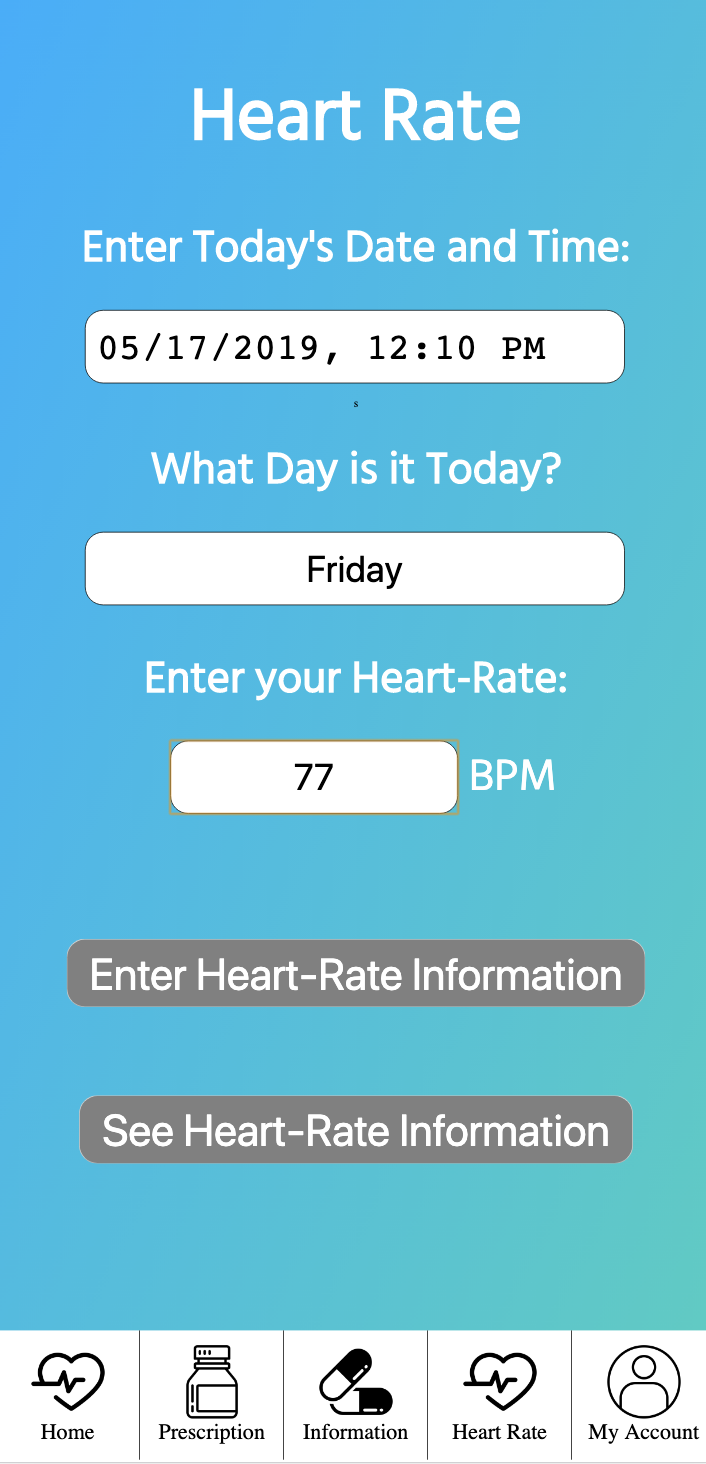 Heart Rate
Enter Today's Date and Time:
05/17/2019, 12:10 PM
s
What Day is it Today?
Friday
Enter your Heart-Rate:
77 BPM
Enter Heart-Rate Information
See Heart-Rate Information
Home Prescription Information Heart Rate My Account